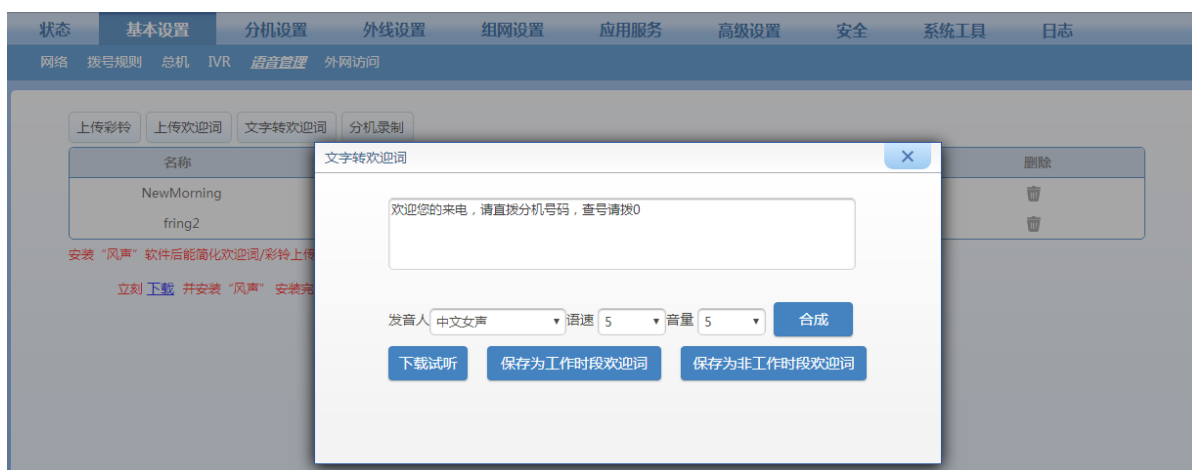 状态 基本设置 分机设置 外线设置 组网设置 应用服务 高级设置 安全 系统工具 日志
网络 拨号规则 总机 IVR 语音管理 外网访问
上传彩铃 上传欢迎词 文字转欢迎词 分机录制
名称 删除
文字转欢迎词
NewMorning
fring2
欢迎您的来电，请直拨分机号码，查号请拨0
安装“风声”软件后能简化欢迎词/彩铃上传
立刻 下载 并安装“风声” 安装完
发音人 中文女声 语速 5 音量 5 合成
下载试听 保存为工作时段欢迎词 保存为非工作时段欢迎词